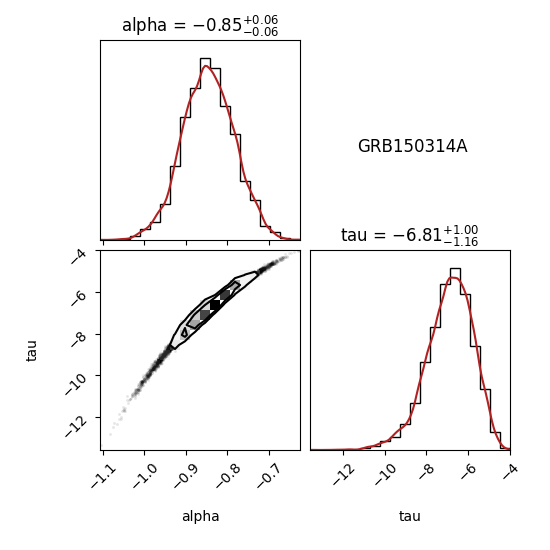 alpha = −0.85+0.06−0.06
GRB150314A
tau = −6.81+1.00−1.16
−4
−6
−8
−10
−12
tau
−1.1 −1.0 −0.9 −0.8 −0.7
−12 −10 −8 −6 −4
alpha
tau